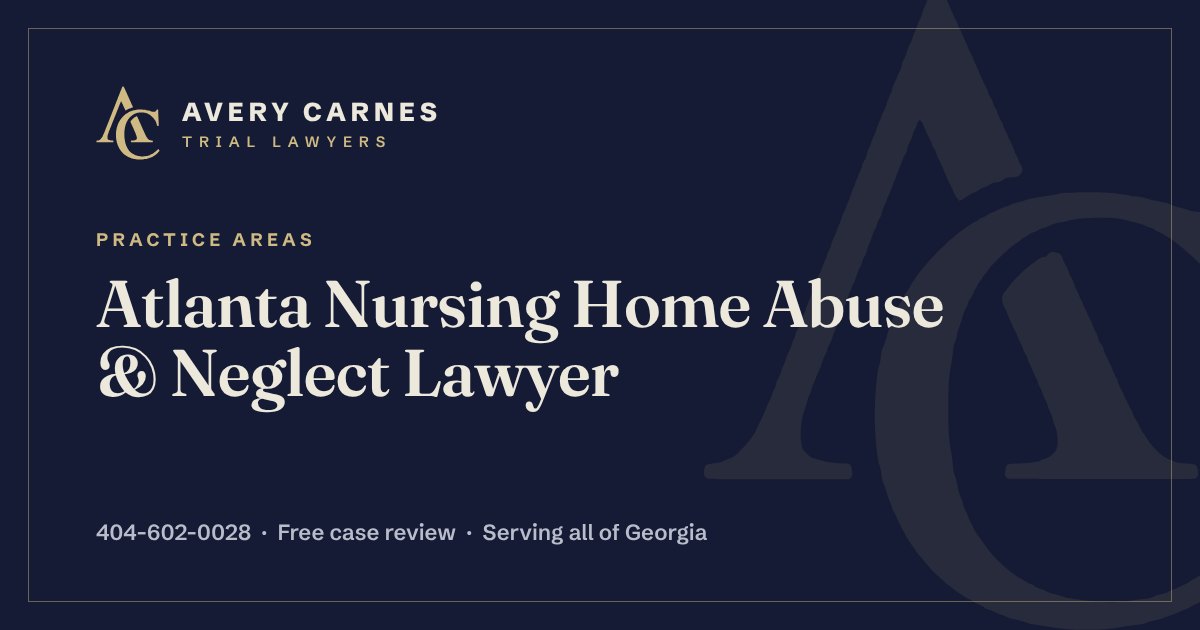 AC
AVERY CARNES
TRIAL LAWYERS
PRACTICE AREAS
Atlanta Nursing Home Abuse
& Neglect Lawyer
404-602-0028 · Free case review · Serving all of Georgia